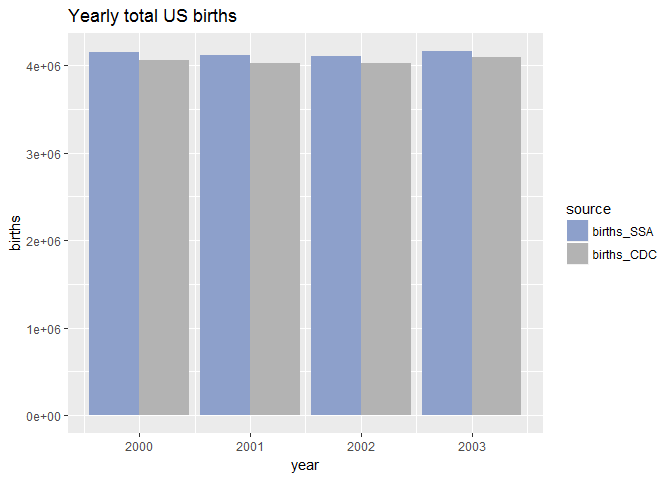 Yearly total US births
births
4e+06
3e+06
2e+06
1e+06
0e+00
2000 2001 2002 2003
year
source
births_SSA
births_CDC